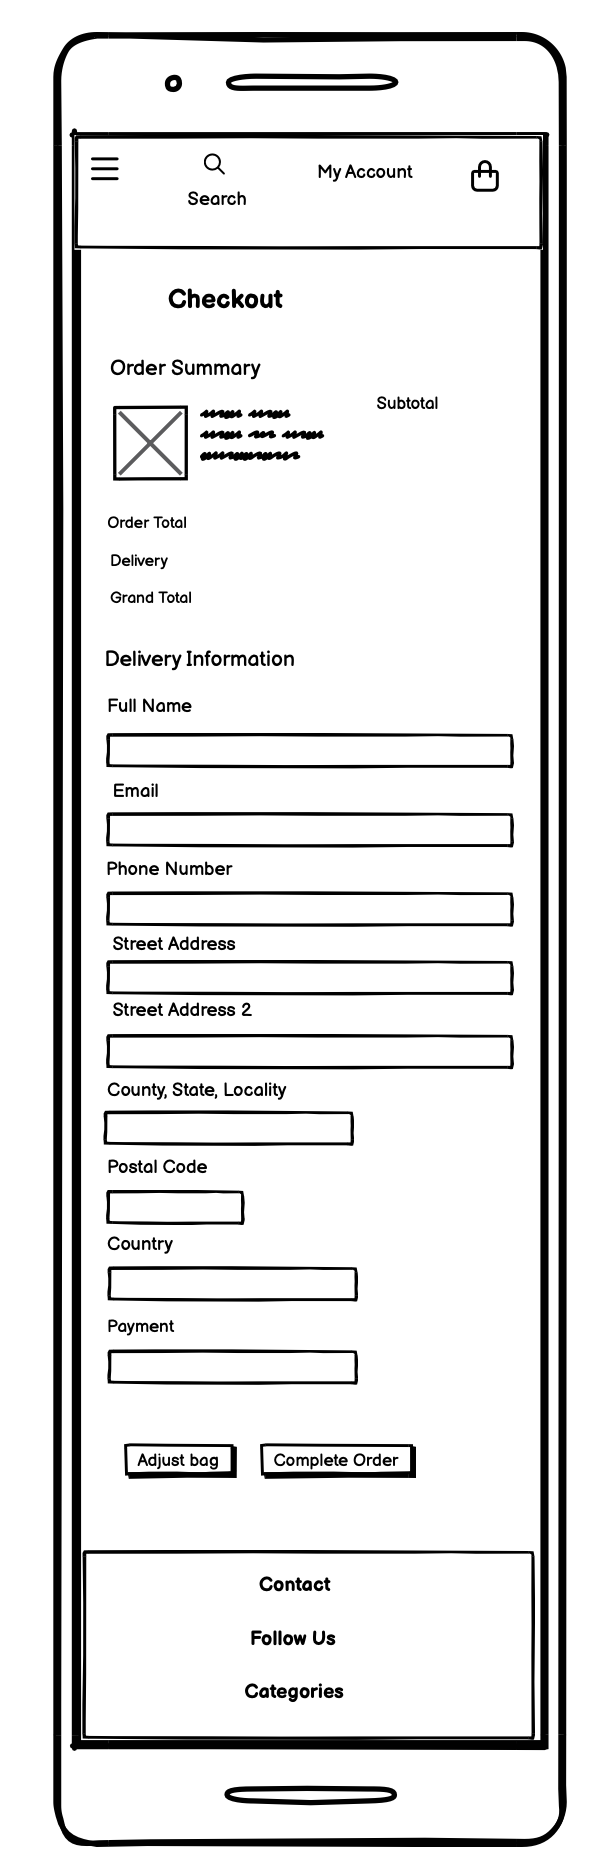 My Account
Search
Checkout
Order Summary
Subtotal
Order Total
Delivery
Grand Total
Delivery Information
Full Name
Email
Phone Number
Street Address
Street Address 2
County, State, Locality
Postal Code
Country
Payment
Adjust bag
Complete Order
Contact
Follow Us
Categories